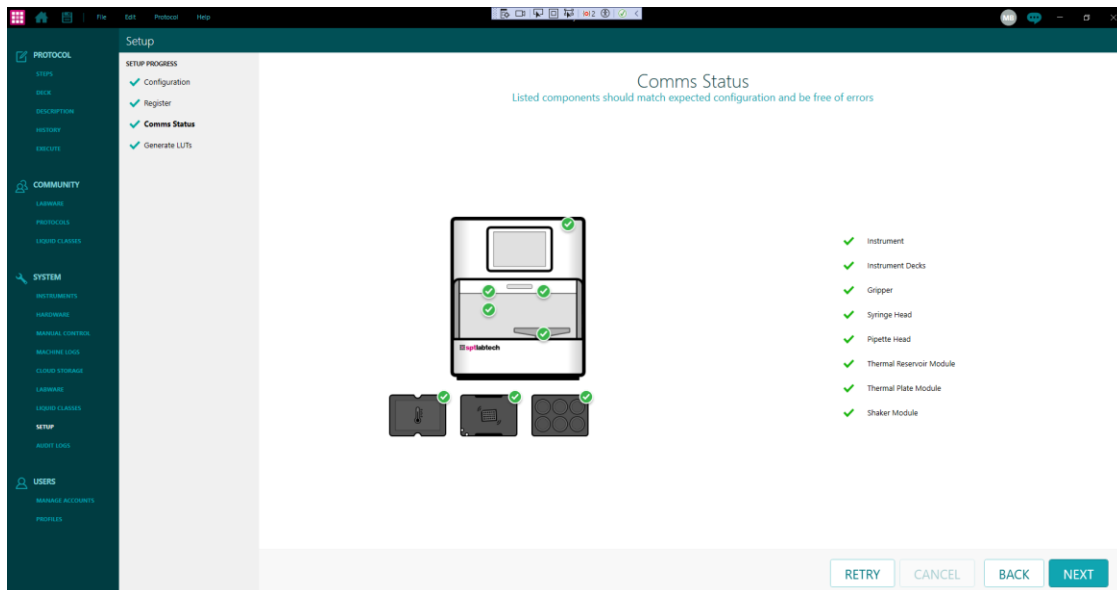 File Edit Protocol Help
2
MB
Setup
PROTOCOL
STEPS
DECK
DESCRIPTION
HISTORY
EXECUTE
COMMUNITY
LABWARE
PROTOCOLS
LIQUID CLASSES
SYSTEM
INSTRUMENTS
HARDWARE
MANUAL CONTROL
MACHINE LOGS
CLOUD STORAGE
LABWARE
LIQUID CLASSES
SETUP
AUDIT LOGS
USERS
MANAGE ACCOUNTS
PROFILES
SETUP PROGRESS
Configuration
Register
Comms Status
Generate LUTs
Comms Status
Listed components should match expected configuration and be free of errors
sptlabtech
Instrument
Instrument Decks
Gripper
Syringe Head
Pipette Head
Thermal Reservoir Module
Thermal Plate Module
Shaker Module
RETRY CANCEL BACK NEXT